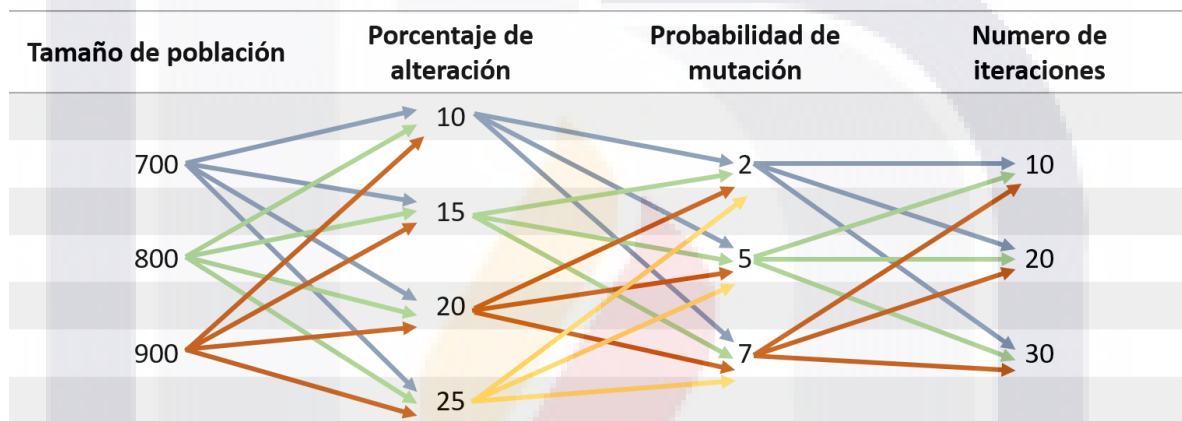 Tamaño de población
Porcentaje de
alteración
Probabilidad de
mutación
Numero de
iteraciones
10
700
2
10
15
800
5
20
20
900
7
30
25